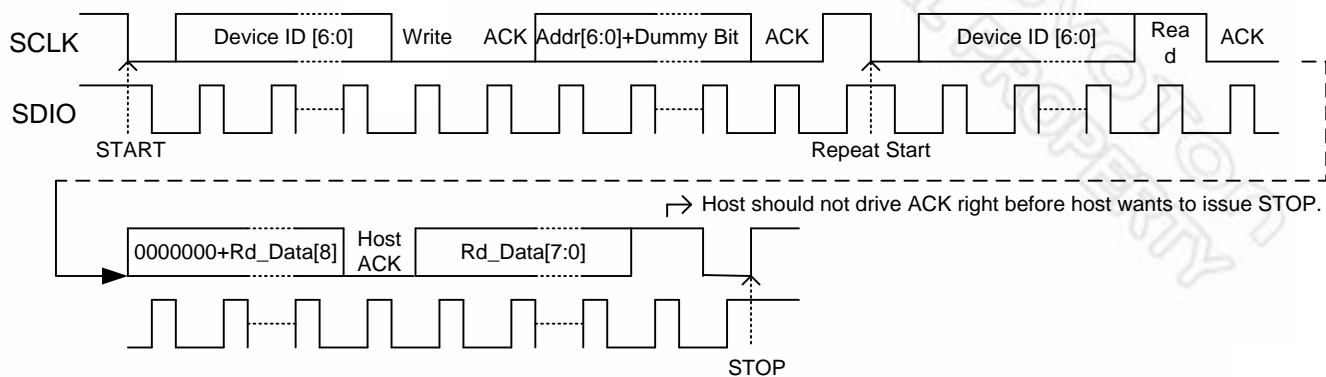 SCLK Device ID [6:0] Write ACK Addr[6:0]+Dummy Bit ACK Device ID [6:0] Rea
d ACK
SDIO
START Repeat Start
Host should not drive ACK right before host wants to issue STOP.
0000000+Rd_Data[8] Host
ACK Rd_Data[7:0]
STOP
PROPERTY